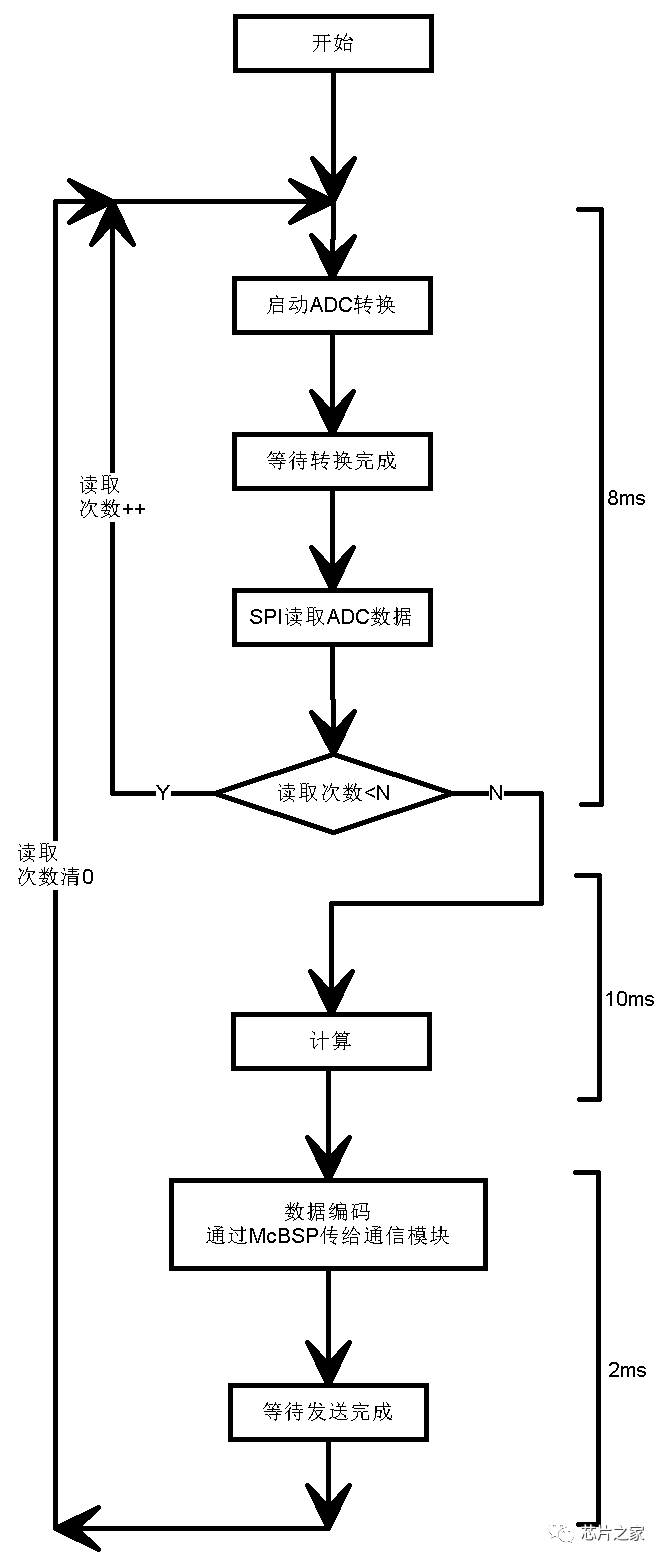 开始
启动ADC转换
等待转换完成
读取
次数++
8ms
SPI读取ADC数据
读取次数<N
Y
N
读取
次数清0
10ms
计算
数据编码
通过McBSP传给通信模块
2ms
等待发送完成
芯片之家